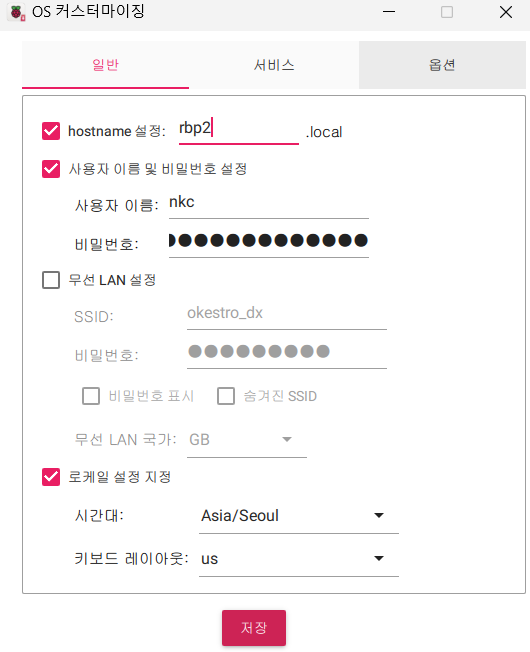 OS 커스터마이징
일반 서비스 옵션
hostname 설정: rbp2 .local
사용자 이름 및 비밀번호 설정
사용자 이름: nkc
비밀번호: ●●●●●●●●●●●●●
무선 LAN 설정
SSID: okestro_dx
비밀번호: ●●●●●●●●●
비밀번호 표시 숨겨진 SSID
무선 LAN 국가: GB
로케일 설정 지정
시간대: Asia/Seoul
키보드 레이아웃: us
저장